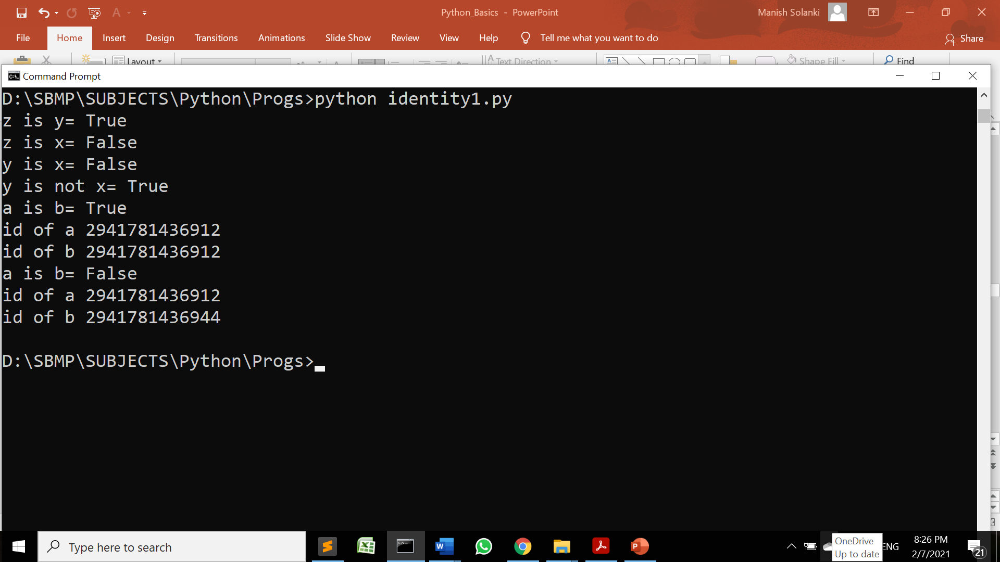 Python_Basics - PowerPoint
Manish Solanki
File Home Insert Design Transitions Animations Slide Show Review View Help Tell me what you want to do Share
Layout Text Direction Shape Fill Find
Command Prompt
D:\SBMP\SUBJECTS\Python\Progs>python identity1.py
z is y= True
z is x= False
y is x= False
y is not x= True
a is b= True
id of a 2941781436912
id of b 2941781436912
a is b= False
id of a 2941781436912
id of b 2941781436944
D:\SBMP\SUBJECTS\Python\Progs>
Type here to search
OneDrive
Up to date
ENG
8:26 PM
2/7/2021
21